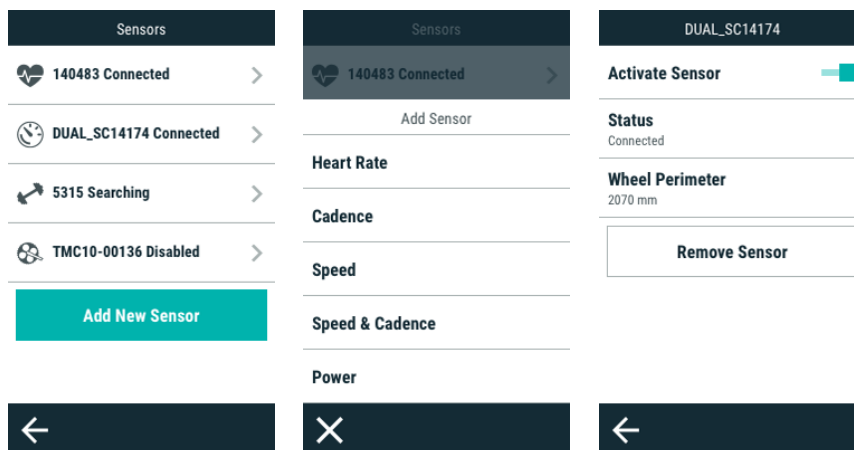 Sensors
140483 Connected
DUAL_SC14174 Connected
5315 Searching
TMC10-00136 Disabled
Add New Sensor
Sensors
140483 Connected
Add Sensor
Heart Rate
Cadence
Speed
Speed & Cadence
Power
DUAL_SC14174
Activate Sensor
Status
Connected
Wheel Perimeter
2070 mm
Remove Sensor